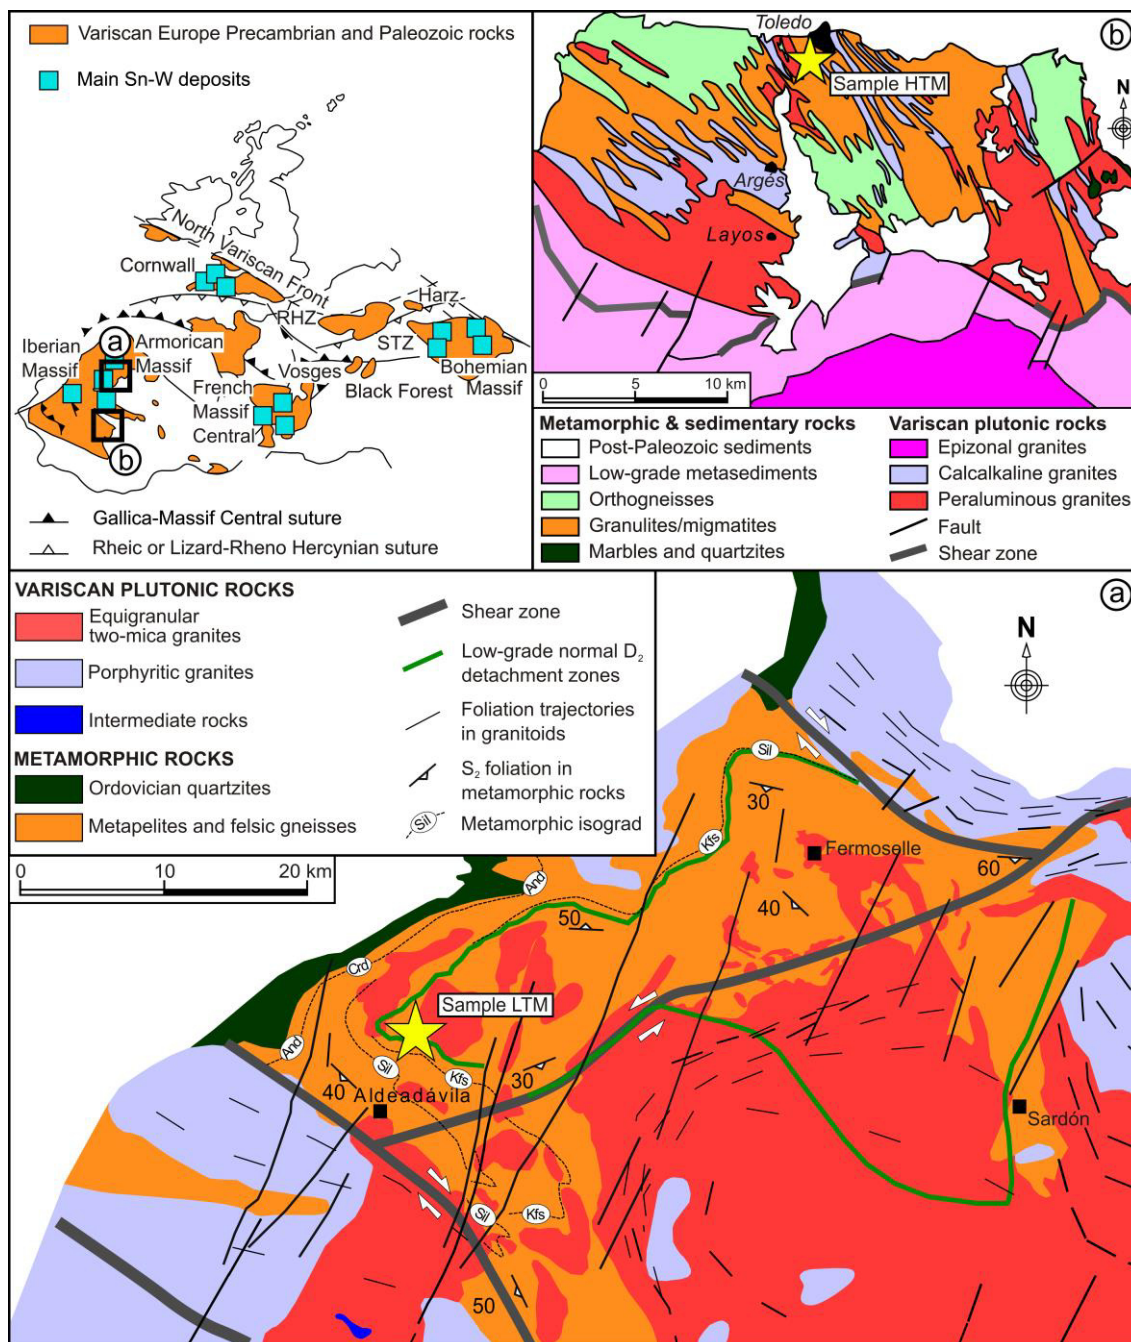 Variscan Europe Precambrian and Paleozoic rocks
Main Sn-W deposits
North Variscan Front
Cornwall
RHZ
Harz
a
Armorican
Massif
Iberian
Massif
STZ
Vosges
Bohemian
Massif
French
Massif
Central
Black Forest
b
Gallica-Massif Central suture
Rheic or Lizard-Rheno Hercynian suture
b
Toledo
Sample HTM
N
Argés
Layos
0 5 10 km
Metamorphic & sedimentary rocks
Post-Paleozoic sediments
Low-grade metasediments
Orthogneisses
Granulites/migmatites
Marbles and quartzites
Variscan plutonic rocks
Epizonal granites
Calcalkaline granites
Peraluminous granites
Fault
Shear zone
VARISCAN PLUTONIC ROCKS
Equigranular
two-mica granites
Porphyritic granites
Intermediate rocks
METAMORPHIC ROCKS
Ordovician quartzites
Metapelites and felsic gneisses
Shear zone
Low-grade normal D2
detachment zones
Foliation trajectories
in granitoids
S2 foliation in
metamorphic rocks
Sil
Metamorphic isograd
0 10 20 km
a
N
Sil
30
Kfs
Fermoselle
60
And
40
50
Crd
Sample LTM
And
Sil
Kfs
30
40
Aldeadávila
Sardón
Sil
Kfs
50